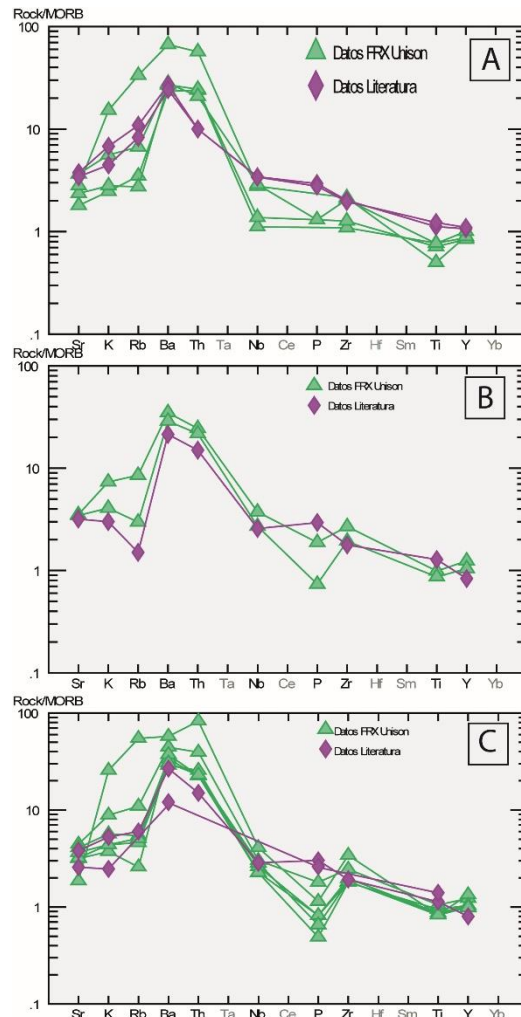 Rock/MORB
100
Datos FRX Unison
A
Datos Literatura
10
1
.1
Sr K Rb Ba Th Ta Nb Ce P Zr Hf Sm Ti Y Yb
Rock/MORB
100
Datos FRX Unison
B
Datos Literatura
10
1
.1
Sr K Rb Ba Th Ta Nb Ce P Zr Hf Sm Ti Y Yb
Rock/MORB
100
Datos FRX Unison
C
Datos Literatura
10
1
.1
Sr K Rb Ba Th Ta Nb Ce P Zr Hf Sm Ti Y Yb